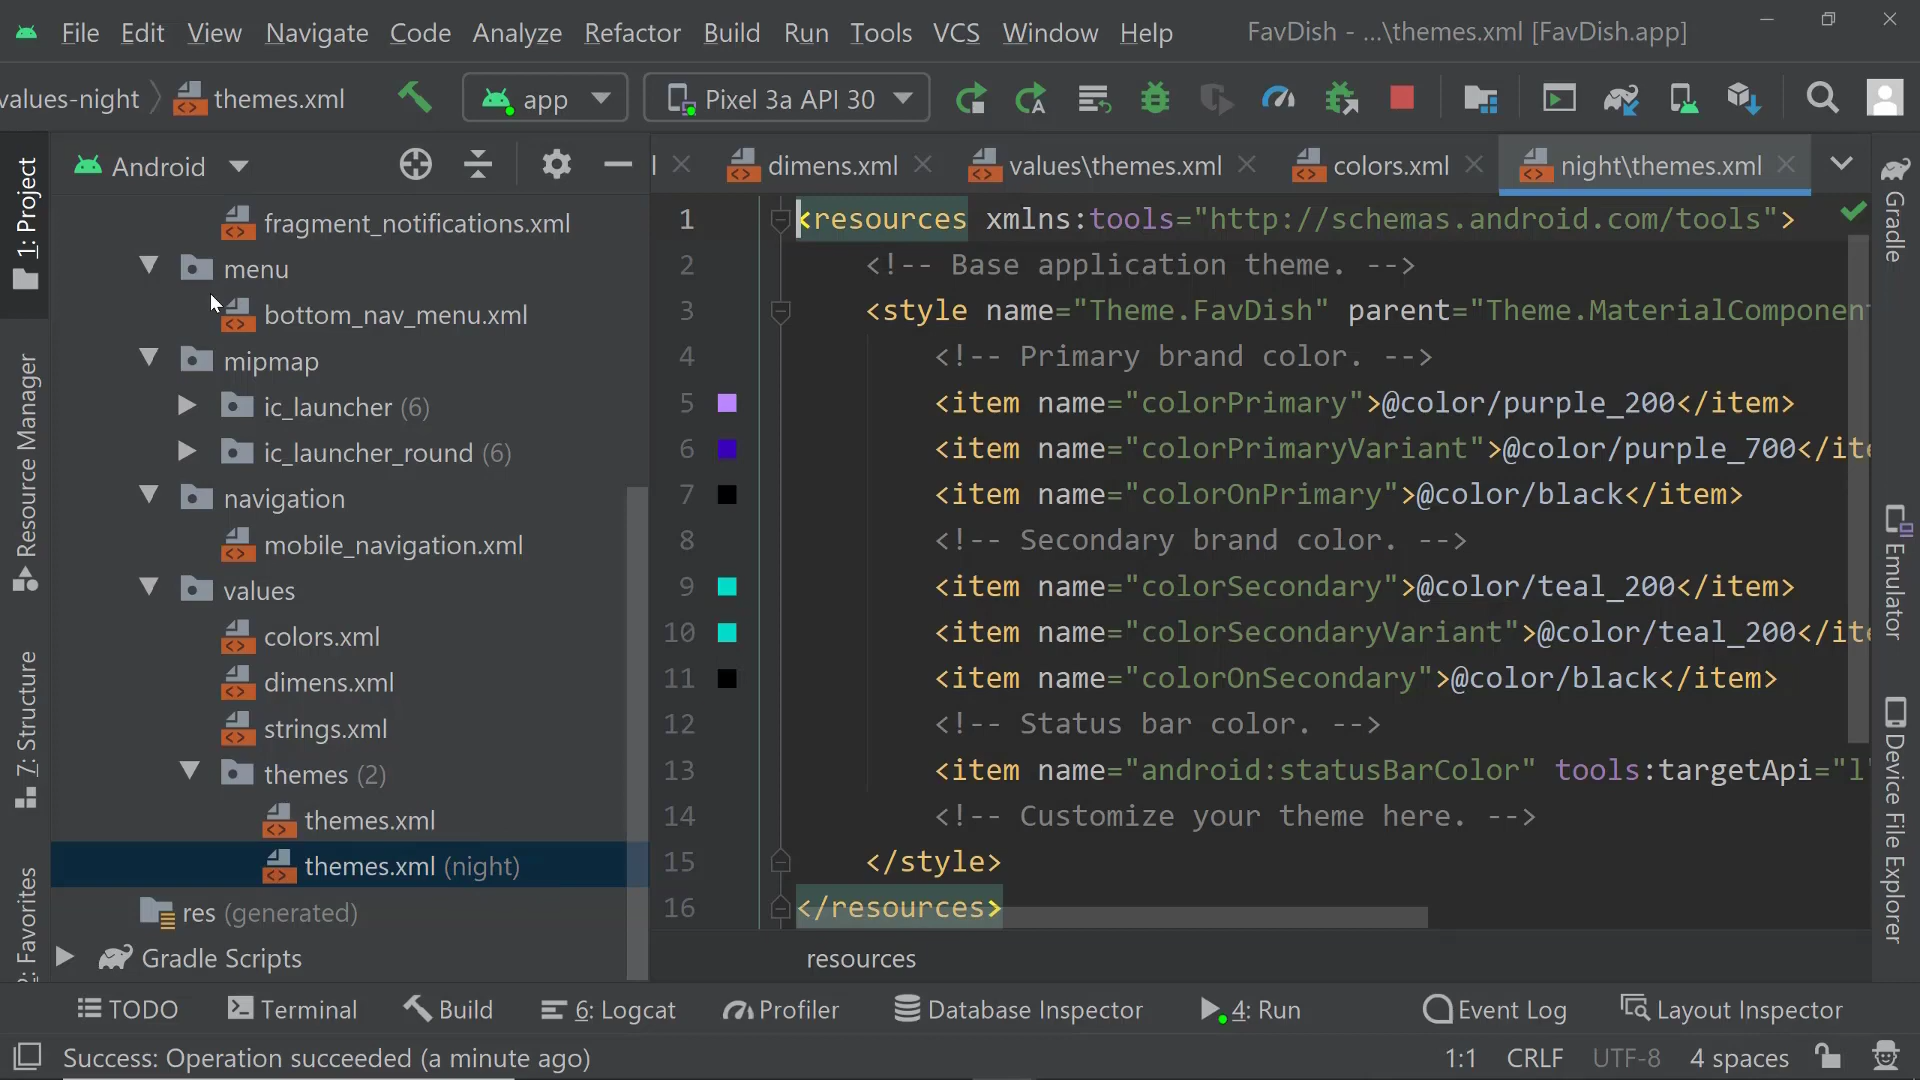 File Edit View Navigate Code Analyze Refactor Build Run Tools VCS Window Help FavDish - ...\themes.xml [FavDish.app]
values-night themes.xml app Pixel 3a API 30
Android
dimens.xml values\themes.xml colors.xml night\themes.xml
1: Project
Resource Manager
7: Structure
Favorites
fragment_notifications.xml
menu
bottom_nav_menu.xml
mipmap
ic_launcher (6)
ic_launcher_round (6)
navigation
mobile_navigation.xml
values
colors.xml
dimens.xml
strings.xml
themes (2)
themes.xml
themes.xml (night)
res (generated)
Gradle Scripts
1 <resources xmlns:tools="http://schemas.android.com/tools">
2 <!-- Base application theme. -->
3 <style name="Theme.FavDish" parent="Theme.MaterialComponen
4 <!-- Primary brand color. -->
5 <item name="colorPrimary">@color/purple_200</item>
6 <item name="colorPrimaryVariant">@color/purple_700</ite
7 <item name="colorOnPrimary">@color/black</item>
8 <!-- Secondary brand color. -->
9 <item name="colorSecondary">@color/teal_200</item>
10 <item name="colorSecondaryVariant">@color/teal_200</ite
11 <item name="colorOnSecondary">@color/black</item>
12 <!-- Status bar color. -->
13 <item name="android:statusBarColor" tools:targetApi="l"
14 <!-- Customize your theme here. -->
15 </style>
16 </resources>
resources
Gradle
Emulator
Device File Explorer
TODO Terminal Build 6: Logcat Profiler Database Inspector 4: Run Event Log Layout Inspector
Success: Operation succeeded (a minute ago) 1:1 CRLF UTF-8 4 spaces